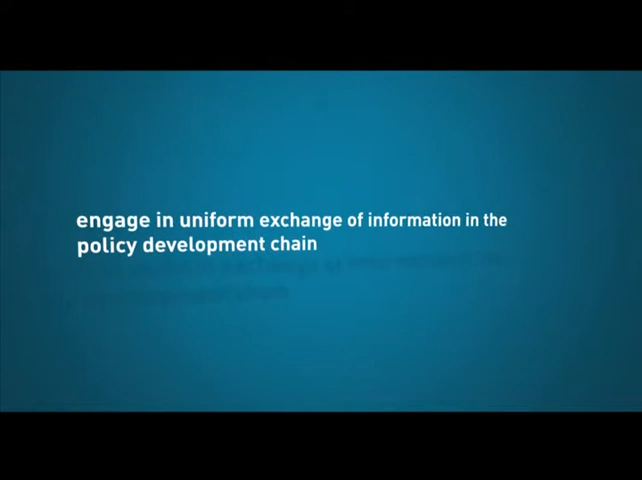 engage in uniform exchange of information in the
policy development chain